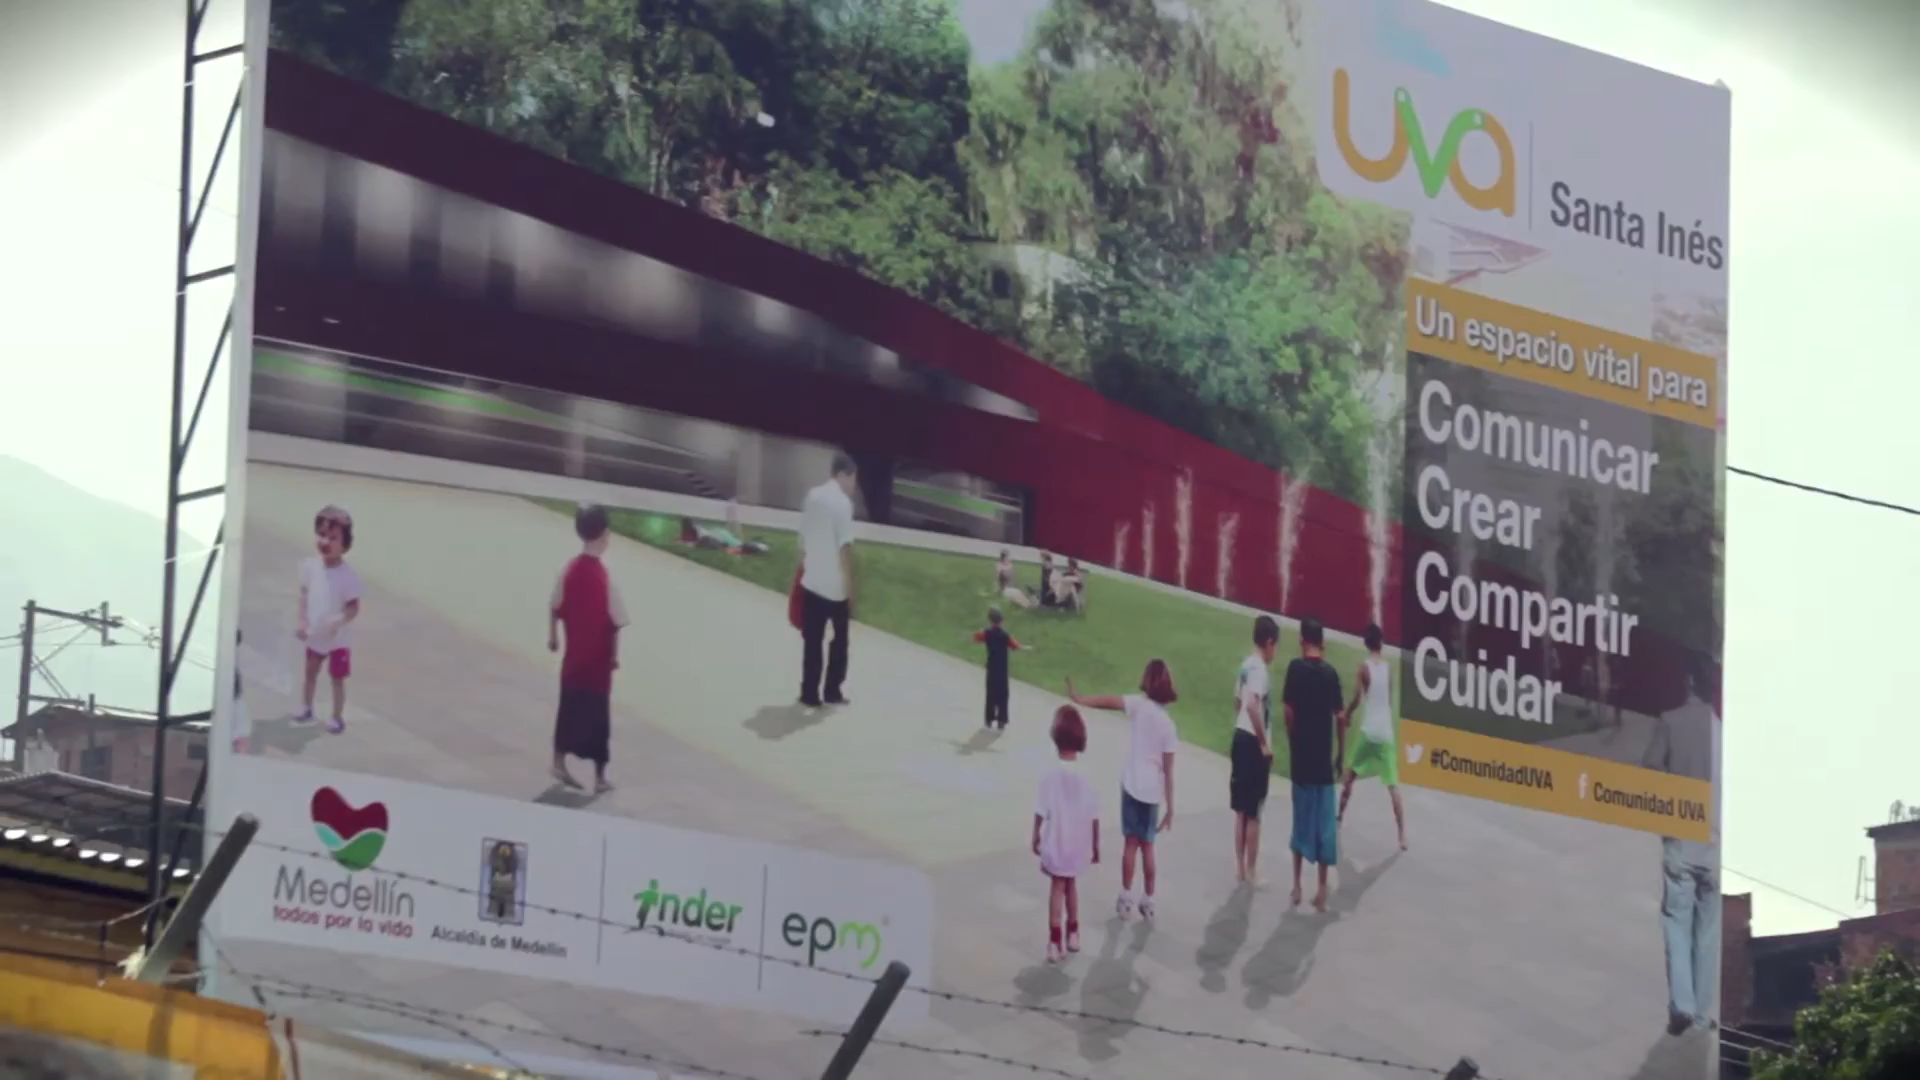 uva
Santa Inés
Un espacio vital para
Comunicar
Crear
Compartir
Cuidar
#ComunidadUVA
Comunidad UVA
Medellín
todos por la vida
Alcaldía de Medellín
inder
epm